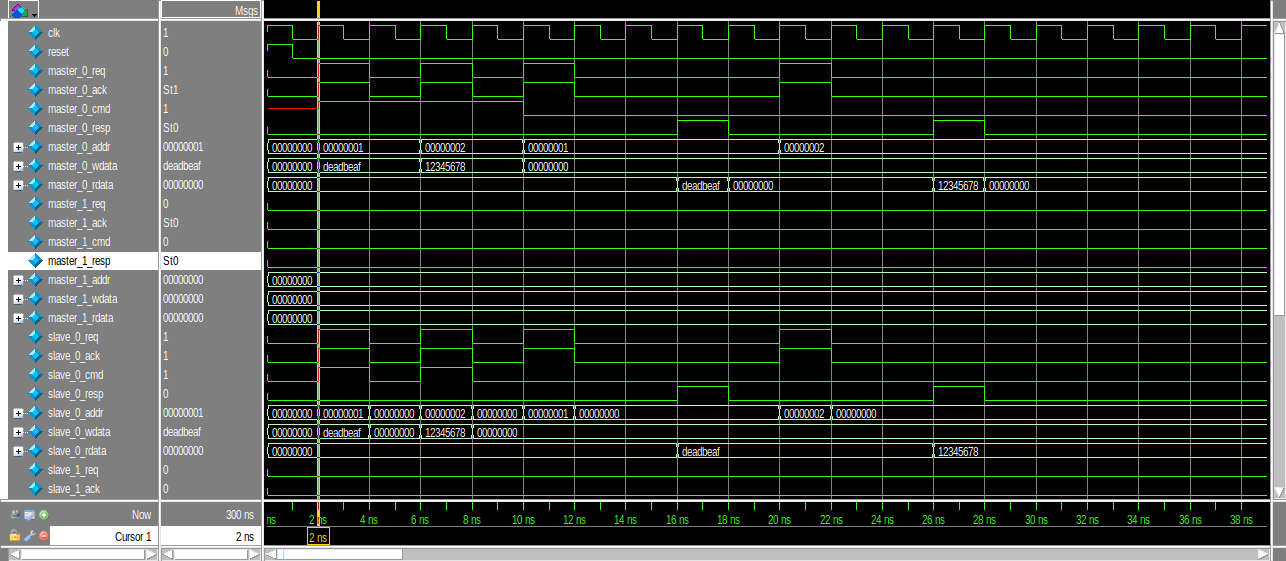 Msgs
clk 1
reset 0
master_0_req 1
master_0_ack St1
master_0_cmd 1
master_0_resp St0
master_0_addr 00000001 00000000 00000001 00000002 00000001 00000002
master_0_wdata deadbeaf 00000000 deadbeaf 12345678 00000000
master_0_rdata 00000000 00000000 deadbeaf 00000000 12345678 00000000
master_1_req 0
master_1_ack St0
master_1_cmd 0
master_1_resp St0
master_1_addr 00000000 00000000
master_1_wdata 00000000 00000000
master_1_rdata 00000000 00000000
slave_0_req 1
slave_0_ack 1
slave_0_cmd 1
slave_0_resp 0
slave_0_addr 00000001 00000000 00000001 00000000 00000002 00000000 00000001 00000000 00000002 00000000
slave_0_wdata deadbeaf 00000000 deadbeaf 00000000 12345678 00000000
slave_0_rdata 00000000 00000000 deadbeaf 12345678
slave_1_req 0
slave_1_ack 0
Now 300 ns ns 2 ns 4 ns 6 ns 8 ns 10 ns 12 ns 14 ns 16 ns 18 ns 20 ns 22 ns 24 ns 26 ns 28 ns 30 ns 32 ns 34 ns 36 ns 38 ns
Cursor 1 2 ns 2 ns